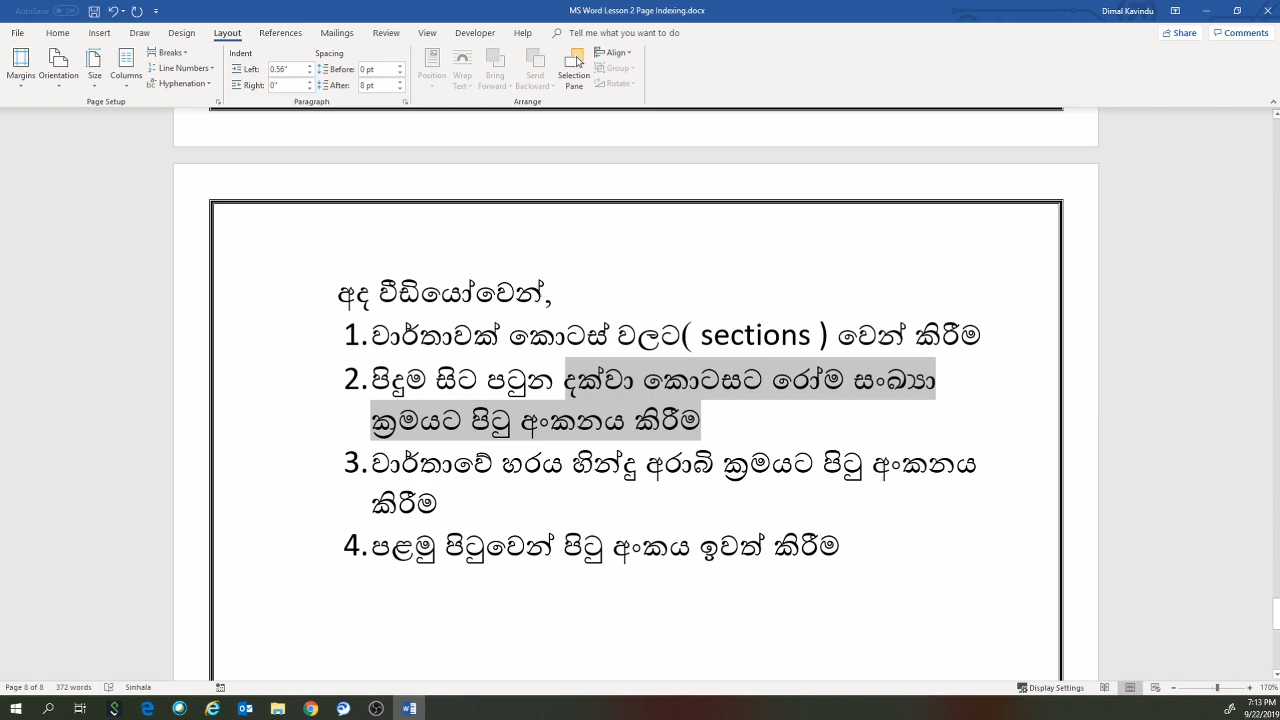 AutoSave Off
MS Word Lesson 2 Page Indexing.docx
Dimal Kavindu
File Home Insert Draw Design Layout References Mailings Review View Developer Help Tell me what you want to do
Share Comments
Margins Orientation Size Columns
Breaks
Line Numbers
Hyphenation
Page Setup
Indent Spacing
Left: 0.56" Before: 0 pt
Right: 0" After: 8 pt
Paragraph
Position Wrap Text Bring Forward Send Backward Selection Pane
Align
Group
Rotate
Arrange
අද වීඩියෝවෙන්,
1. වාර්තාවක් කොටස් වලට( sections ) වෙන් කිරීම
2. පිදුම සිට පටුන දක්වා කොටසට රෝම සංඛ්‍යා
ක්‍රමයට පිටු අංකනය කිරීම
3. වාර්තාවේ හරය හින්දු අරාබි ක්‍රමයට පිටු අංකනය
කිරීම
4. පළමු පිටුවෙන් පිටු අංකය ඉවත් කිරීම
Page 8 of 8 372 words Sinhala
Display Settings
170%
7:13 PM
9/22/2019